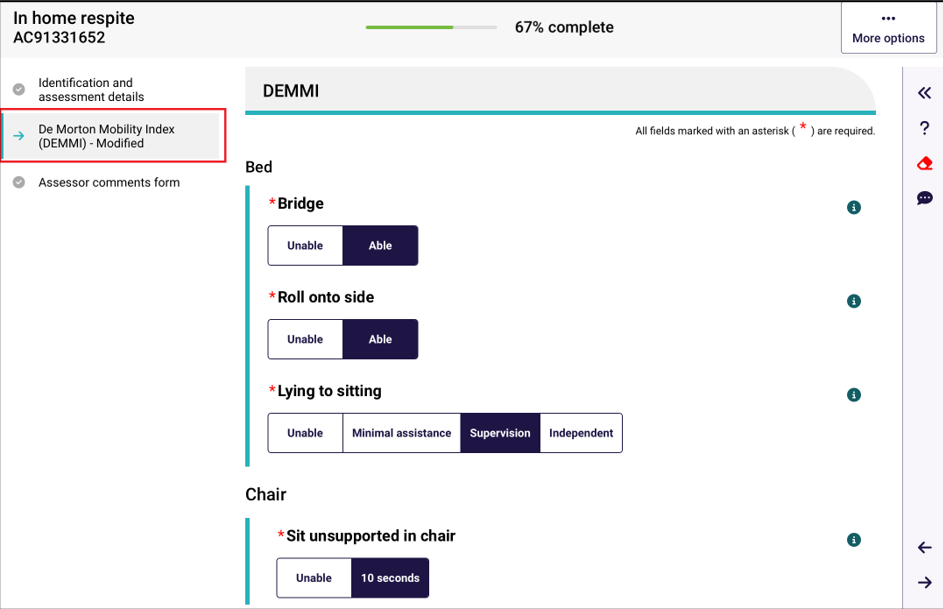 In home respite
AC91331652
67% complete
•••
More options
Identification and
assessment details
De Morton Mobility Index
(DEMMI) - Modified
Assessor comments form
DEMMI
All fields marked with an asterisk ( * ) are required.
Bed
*Bridge
Unable Able
*Roll onto side
Unable Able
*Lying to sitting
Unable Minimal assistance Supervision Independent
Chair
*Sit unsupported in chair
Unable 10 seconds